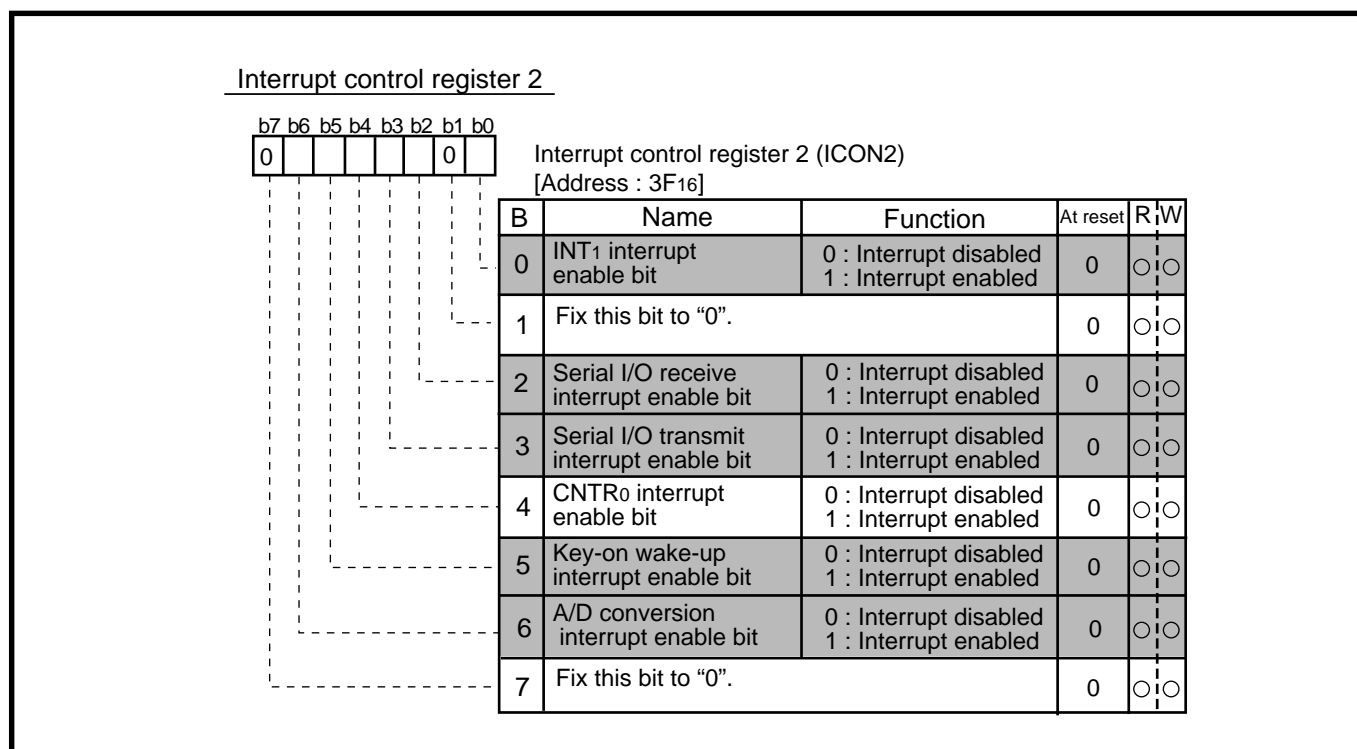 Interrupt control register 2
b7 b6 b5 b4 b3 b2 b1 b0
0 0
Interrupt control register 2 (ICON2)
[Address : 3F16]
B Name Function At reset R W
0 INT1 interrupt enable bit 0 : Interrupt disabled 1 : Interrupt enabled 0 ○ ○
1 Fix this bit to “0”. 0 ○ ○
2 Serial I/O receive interrupt enable bit 0 : Interrupt disabled 1 : Interrupt enabled 0 ○ ○
3 Serial I/O transmit interrupt enable bit 0 : Interrupt disabled 1 : Interrupt enabled 0 ○ ○
4 CNTR0 interrupt enable bit 0 : Interrupt disabled 1 : Interrupt enabled 0 ○ ○
5 Key-on wake-up interrupt enable bit 0 : Interrupt disabled 1 : Interrupt enabled 0 ○ ○
6 A/D conversion interrupt enable bit 0 : Interrupt disabled 1 : Interrupt enabled 0 ○ ○
7 Fix this bit to “0”. 0 ○ ○